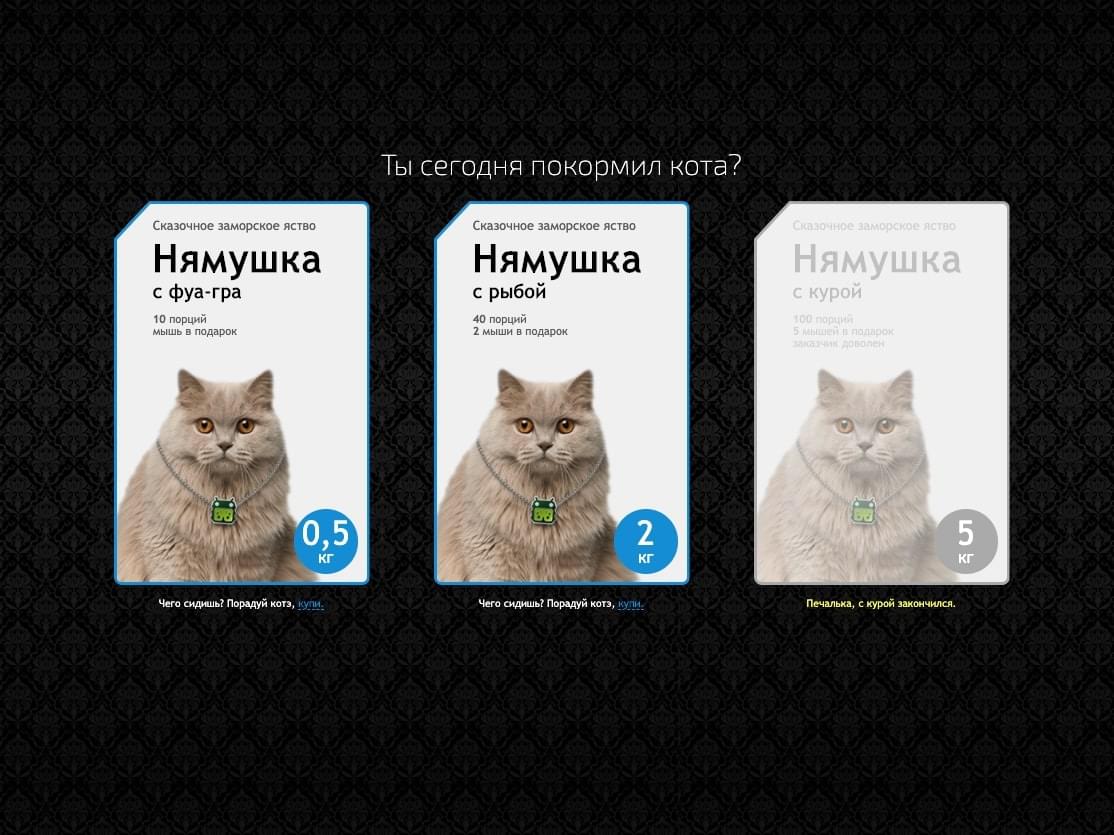 Ты сегодня покормил кота?
Сказочное заморское яство
Нямушка
с фуа-гра
10 порций
мышь в подарок
0,5
кг
Чего сидишь? Порадуй котэ, купи.
Сказочное заморское яство
Нямушка
с рыбой
40 порций
2 мыши в подарок
2
кг
Чего сидишь? Порадуй котэ, купи.
Сказочное заморское яство
Нямушка
с курой
100 порций
5 мышей в подарок
заказчик доволен
5
кг
Печалька, с курой закончился.